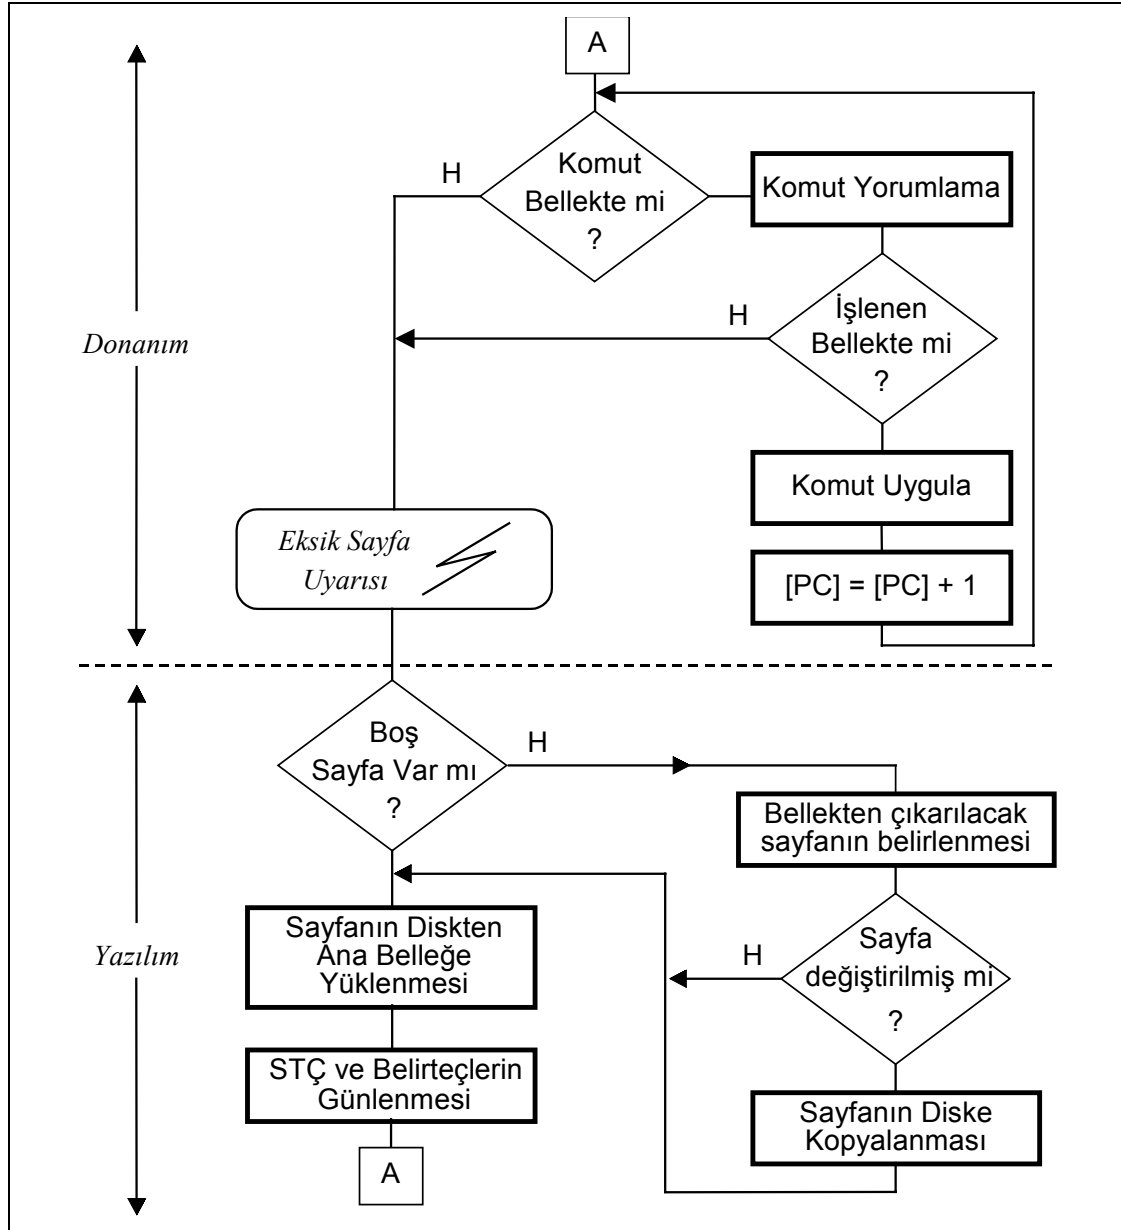 A
Komut
Bellekte mi
?
H
Komut Yorumlama
İşlenen
Bellekte mi
?
H
Donanım
Komut Uygula
Eksik Sayfa
Uyarısı
[PC] = [PC] + 1
Boş
Sayfa Var mı
?
H
Bellekten çıkarılacak
sayfanın belirlenmesi
Sayfanın Diskten
Ana Belleğe
Yüklenmesi
Yazılım
Sayfa
değiştirilmiş mi
?
H
STÇ ve Belirteçlerin
Günlenmesi
Sayfanın Diske
Kopyalanması
A